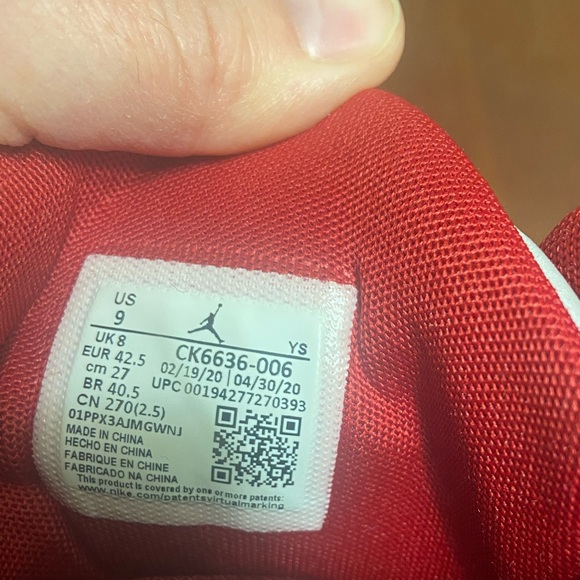 US
9
YS
UK 8
CK6636-006
EUR 42.5
02/19/20 | 04/30/20
cm 27
UPC 00194277270393
BR 40.5
CN 270(2.5)
01PPX3AJMGWNJ
MADE IN CHINA
HECHO EN CHINA
FABRIQUE EN CHINE
FABRICADO NA CHINA
This product is covered by one or more patents:
www.nike.com/patentsvirtualmarking